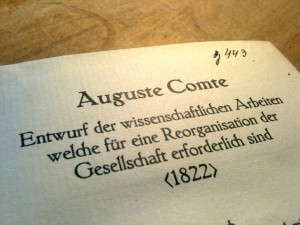 443
Auguste Comte
Entwurf der wissenschaftlichen Arbeiten
welche für eine Reorganisation der
Gesellschaft erforderlich sind
<1822>